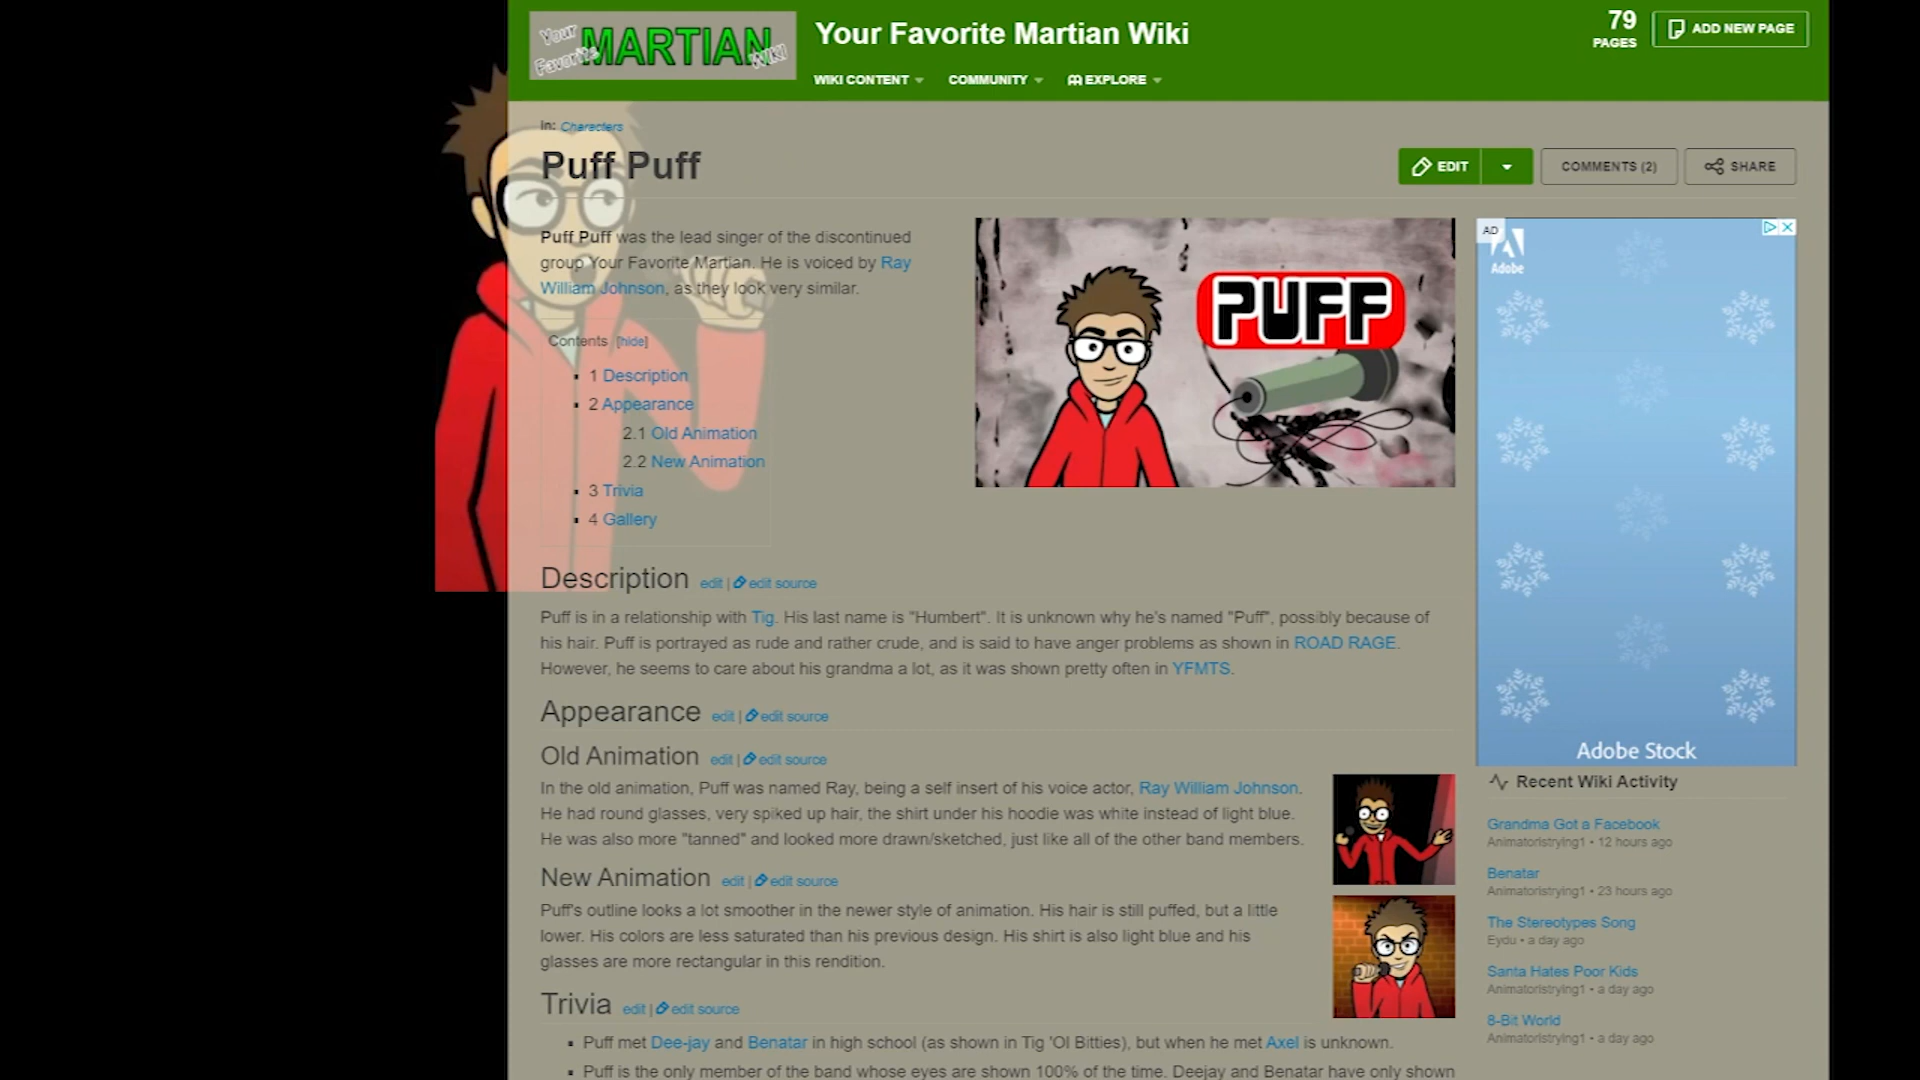 Your Favorite MARTIAN WIKI
Your Favorite Martian Wiki
79
PAGES
ADD NEW PAGE
WIKI CONTENT
COMMUNITY
EXPLORE
In: Characters
Puff Puff
EDIT
COMMENTS (2)
SHARE
Puff Puff was the lead singer of the discontinued
group Your Favorite Martian. He is voiced by Ray
William Johnson, as they look very similar.
PUFF
AD
Adobe
Contents [hide]
1 Description
2 Appearance
2.1 Old Animation
2.2 New Animation
3 Trivia
4 Gallery
Description edit | edit source
Puff is in a relationship with Tig. His last name is "Humbert". It is unknown why he's named "Puff", possibly because of
his hair. Puff is portrayed as rude and rather crude, and is said to have anger problems as shown in ROAD RAGE.
However, he seems to care about his grandma a lot, as it was shown pretty often in YFMTS.
Appearance edit | edit source
Old Animation edit | edit source
In the old animation, Puff was named Ray, being a self insert of his voice actor, Ray William Johnson.
He had round glasses, very spiked up hair, the shirt under his hoodie was white instead of light blue.
He was also more "tanned" and looked more drawn/sketched, just like all of the other band members.
New Animation edit | edit source
Puff's outline looks a lot smoother in the newer style of animation. His hair is still puffed, but a little
lower. His colors are less saturated than his previous design. His shirt is also light blue and his
glasses are more rectangular in this rendition.
Trivia edit | edit source
Puff met Dee-jay and Benatar in high school (as shown in Tig 'Ol Bitties), but when he met Axel is unknown.
Puff is the only member of the band whose eyes are shown 100% of the time. Deejay and Benatar have only shown
Adobe Stock
Recent Wiki Activity
Grandma Got a Facebook
Animatoristrying1 • 12 hours ago
Benatar
Animatoristrying1 • 23 hours ago
The Stereotypes Song
Eydu • a day ago
Santa Hates Poor Kids
Animatoristrying1 • a day ago
8-Bit World
Animatoristrying1 • a day ago